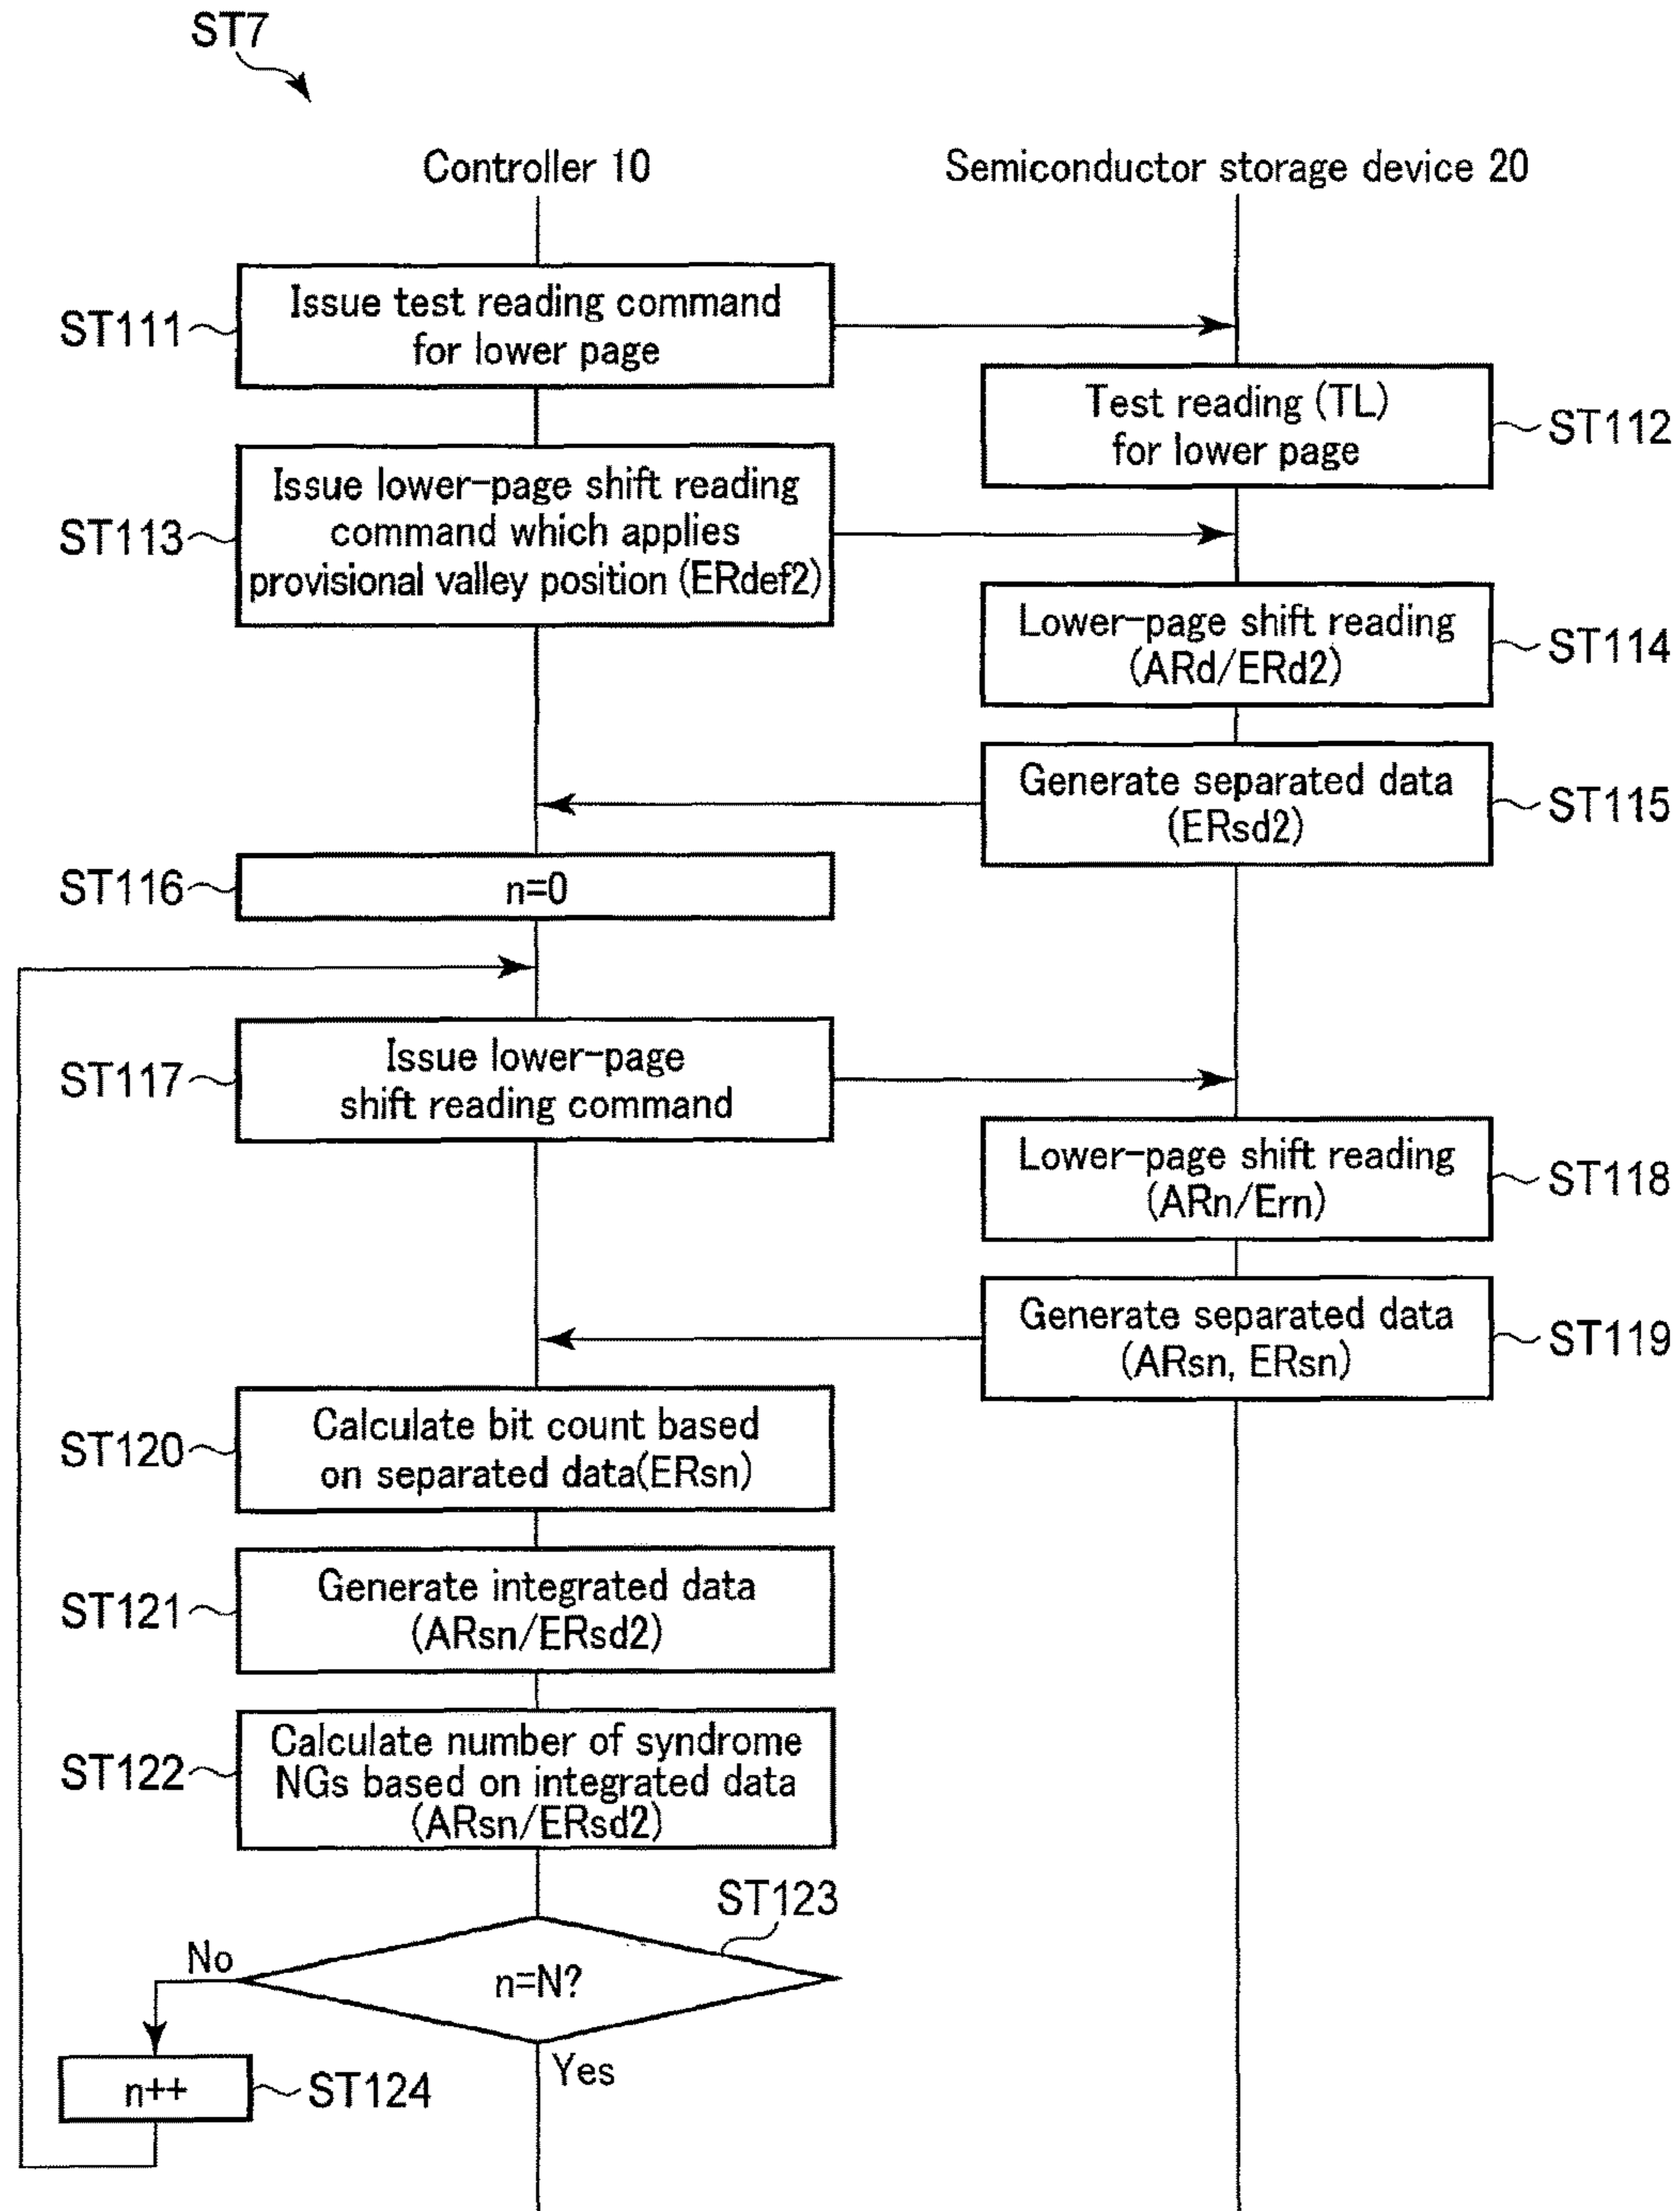 ST7
Controller 10
Semiconductor storage device 20
ST111
Issue test reading command
for lower page
Test reading (TL)
for lower page
ST112
ST113
Issue lower-page shift reading
command which applies
provisional valley position (ERdef2)
Lower-page shift reading
(ARd/ERd2)
ST114
Generate separated data
(ERsd2)
ST115
ST116
n=0
ST117
Issue lower-page
shift reading command
Lower-page shift reading
(ARn/Ern)
ST118
Generate separated data
(ARsn, ERsn)
ST119
ST120
Calculate bit count based
on separated data(ERsn)
ST121
Generate integrated data
(ARsn/ERsd2)
ST122
Calculate number of syndrome
NGs based on integrated data
(ARsn/ERsd2)
ST123
No
n=N?
Yes
n++
ST124